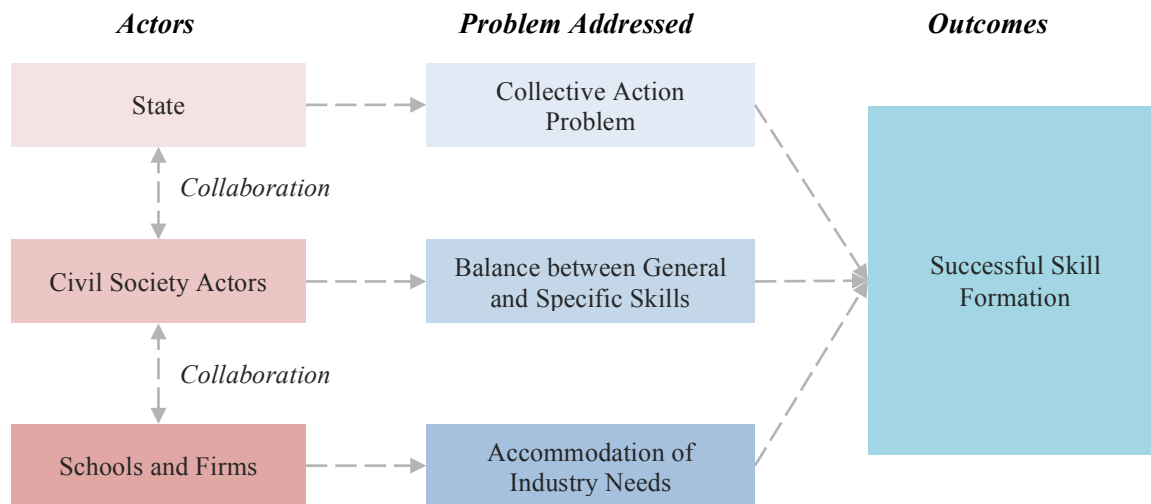 Actors
Problem Addressed
Outcomes
State
Collective Action
Problem
Collaboration
Civil Society Actors
Balance between General
and Specific Skills
Successful Skill
Formation
Collaboration
Schools and Firms
Accommodation of
Industry Needs